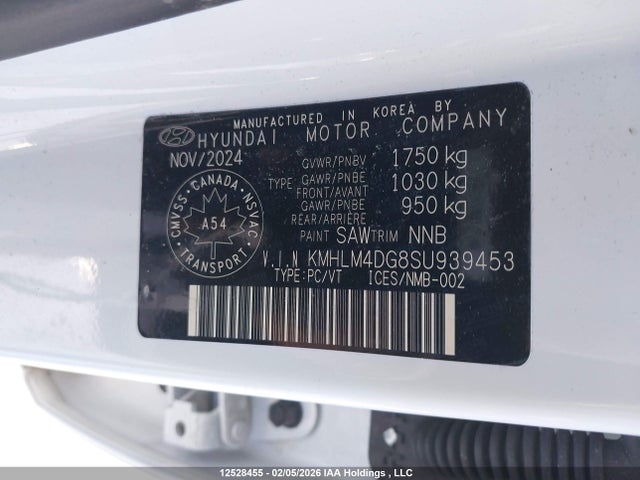 MANUFACTURED IN KOREA BY
HYUNDAI MOTOR COMPANY
NOV/2024
GVWR/PNBV 1750 kg
TYPE GAWR/PNBE FRONT/AVANT 1030 kg
GAWR/PNBE REAR/ARRIÈRE 950 kg
CANADA
CMVSS
NSVAC
A54
TRANSPORT
PAINT SAW TRIM NNB
V.I.N KMHLM4DG8SU939453
TYPE:PC/VT ICES/NMB-002
12528455 - 02/05/2026 IAA Holdings , LLC